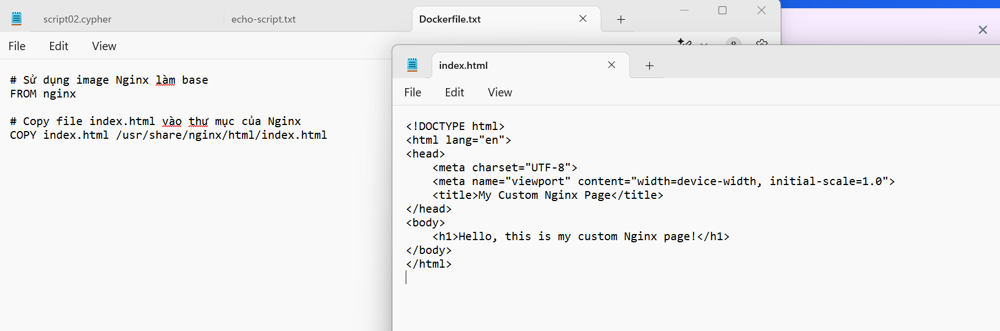 script02.cypher
echo-script.txt
Dockerfile.txt
File
Edit
View
# Sử dụng image Nginx làm base
FROM nginx
# Copy file index.html vào thư mục của Nginx
COPY index.html /usr/share/nginx/html/index.html
index.html
File
Edit
View
<!DOCTYPE html>
<html lang="en">
<head>
    <meta charset="UTF-8">
    <meta name="viewport" content="width=device-width, initial-scale=1.0">
    <title>My Custom Nginx Page</title>
</head>
<body>
    <h1>Hello, this is my custom Nginx page!</h1>
</body>
</html>